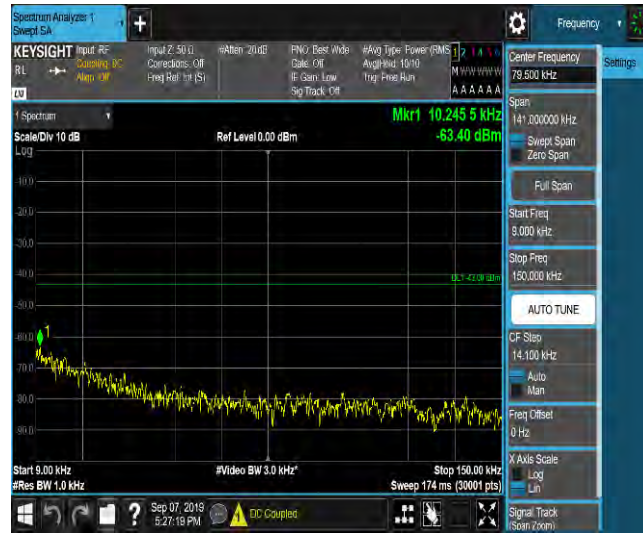 Spectrum Analyzer 1
Swept SA
Frequency
KEYSIGHT
RL
Input: RF
Coupling: DC
Align: Off
Input Z: 50 Ω
Corrections: Off
Freq Ref: Int (S)
#Atten: 20 dB
PNO: Best Wide
Gate: Off
IF Gain: Low
Sig Track: Off
#Avg Type: Power (RMS
Avg|Hold: 10/10
Trig: Free Run
1 2
M W W W W W
A A A A A A
Center Frequency
79.500 kHz
Settings
Span
141.000000 kHz
Swept Span
Zero Span
Full Span
Start Freq
9.000 kHz
Stop Freq
150.000 kHz
AUTO TUNE
CF Step
14.100 kHz
Auto
Man
Freq Offset
0 Hz
X Axis Scale
Log
Lin
Signal Track
(Span Zoom)
1 Spectrum
Scale/Div 10 dB
Log
Ref Level 0.00 dBm
Mkr1 10.245 5 kHz
-63.40 dBm
-10.0
-20.0
-30.0
-40.0
DL1 -43.00 dBm
-50.0
-60.0
1
-70.0
-80.0
-90.0
Start 9.00 kHz
#Res BW 1.0 kHz
#Video BW 3.0 kHz*
Stop 150.00 kHz
Sweep 174 ms (30001 pts)
?
Sep 07, 2019
5:27:19 PM
DC Coupled